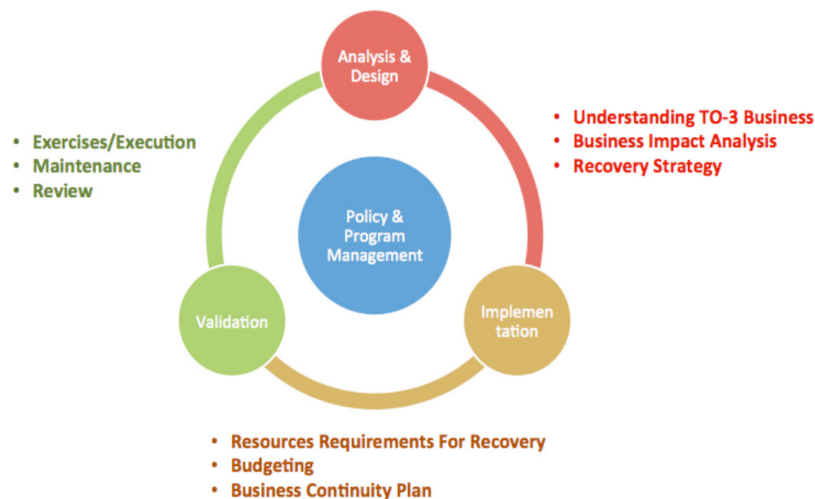 Analysis &
Design
• Understanding TO-3 Business
• Business Impact Analysis
• Recovery Strategy
• Exercises/Execution
• Maintenance
• Review
Policy &
Program
Management
Validation
Implemen
tation
• Resources Requirements For Recovery
• Budgeting
• Business Continuity Plan